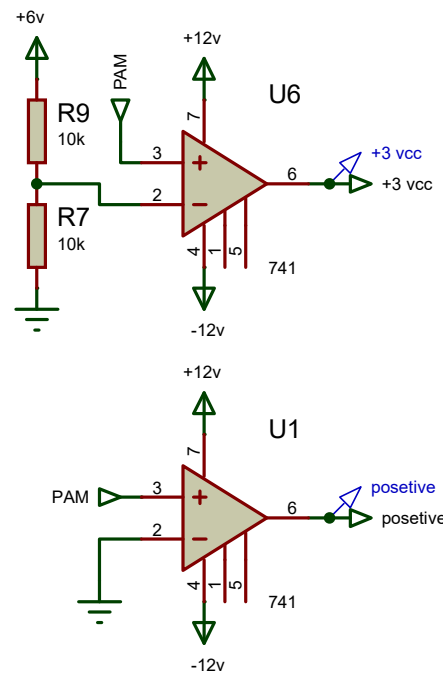 +6v
+12v
PAM
U6
7
R9
10k
3
+3 vcc
6
+3 vcc
2
R7
10k
4
1
5
741
-12v
+12v
U1
7
posetive
PAM
3
6
posetive
2
4
1
5
741
-12v